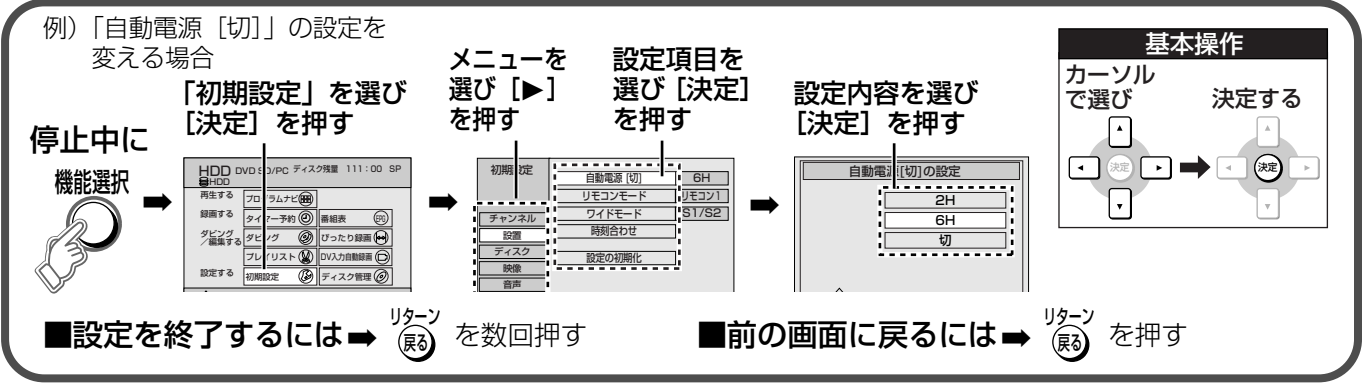 例）「自動電源［切］」の設定を
変える場合
停止中に
機能選択
「初期設定」を選び
［決定］を押す
HDD DVD SD/PC ディスク残量 111：00 SP
HDD
再生する プログラムナビ
録画する タイマー予約 番組表 EPG
ダビング
／編集する ダビング ぴったり録画
プレイリスト DV入力自動録画
設定する 初期設定 ディスク管理
メニューを
選び［▶］
を押す
設定項目を
選び［決定］
を押す
初期設定
チャンネル
設置
ディスク
映像
音声
自動電源［切］ 6H
リモコンモード リモコン1
ワイドモード S1/S2
時刻合わせ
設定の初期化
設定内容を選び
［決定］を押す
自動電源［切］の設定
2H
6H
切
基本操作
カーソル
で選び
決定する
決定
決定
■設定を終了するには➡ リターン 戻る を数回押す
■前の画面に戻るには➡ リターン 戻る を押す